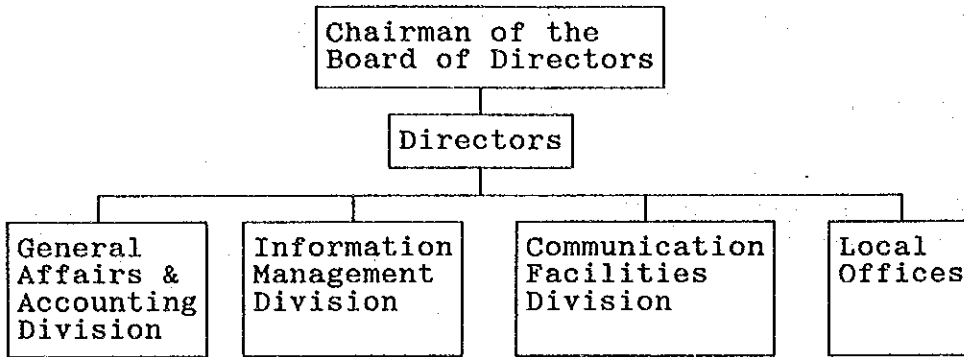 Chairman of the
Board of Directors
Directors
General
Affairs &
Accounting
Division
Information
Management
Division
Communication
Facilities
Division
Local
Offices